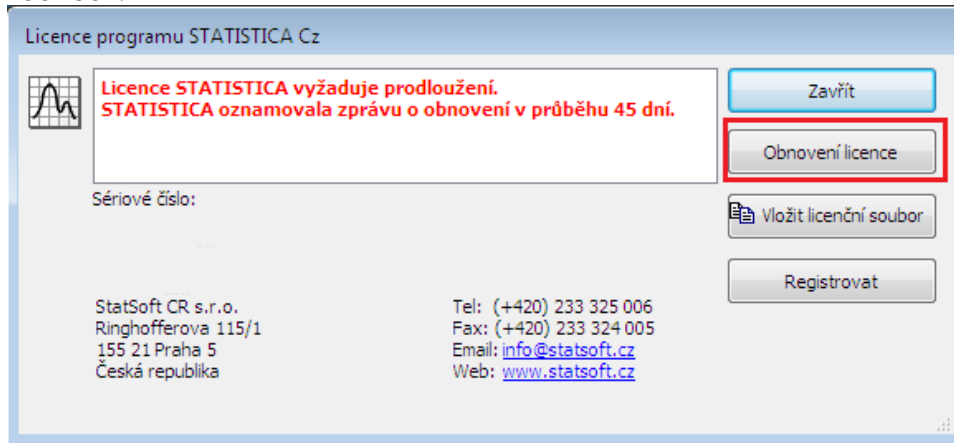 Licence programu STATISTICA Cz
Licence STATISTICA vyžaduje prodloužení.
STATISTICA oznamovala zprávu o obnovení v průběhu 45 dní.
Zavřít
Obnovení licence
Sériové číslo:
Vložit licenční soubor
Registrovat
StatSoft CR s.r.o.
Ringhofferova 115/1
155 21 Praha 5
Česká republika
Tel: (+420) 233 325 006
Fax: (+420) 233 324 005
Email: info@statsoft.cz
Web: www.statsoft.cz